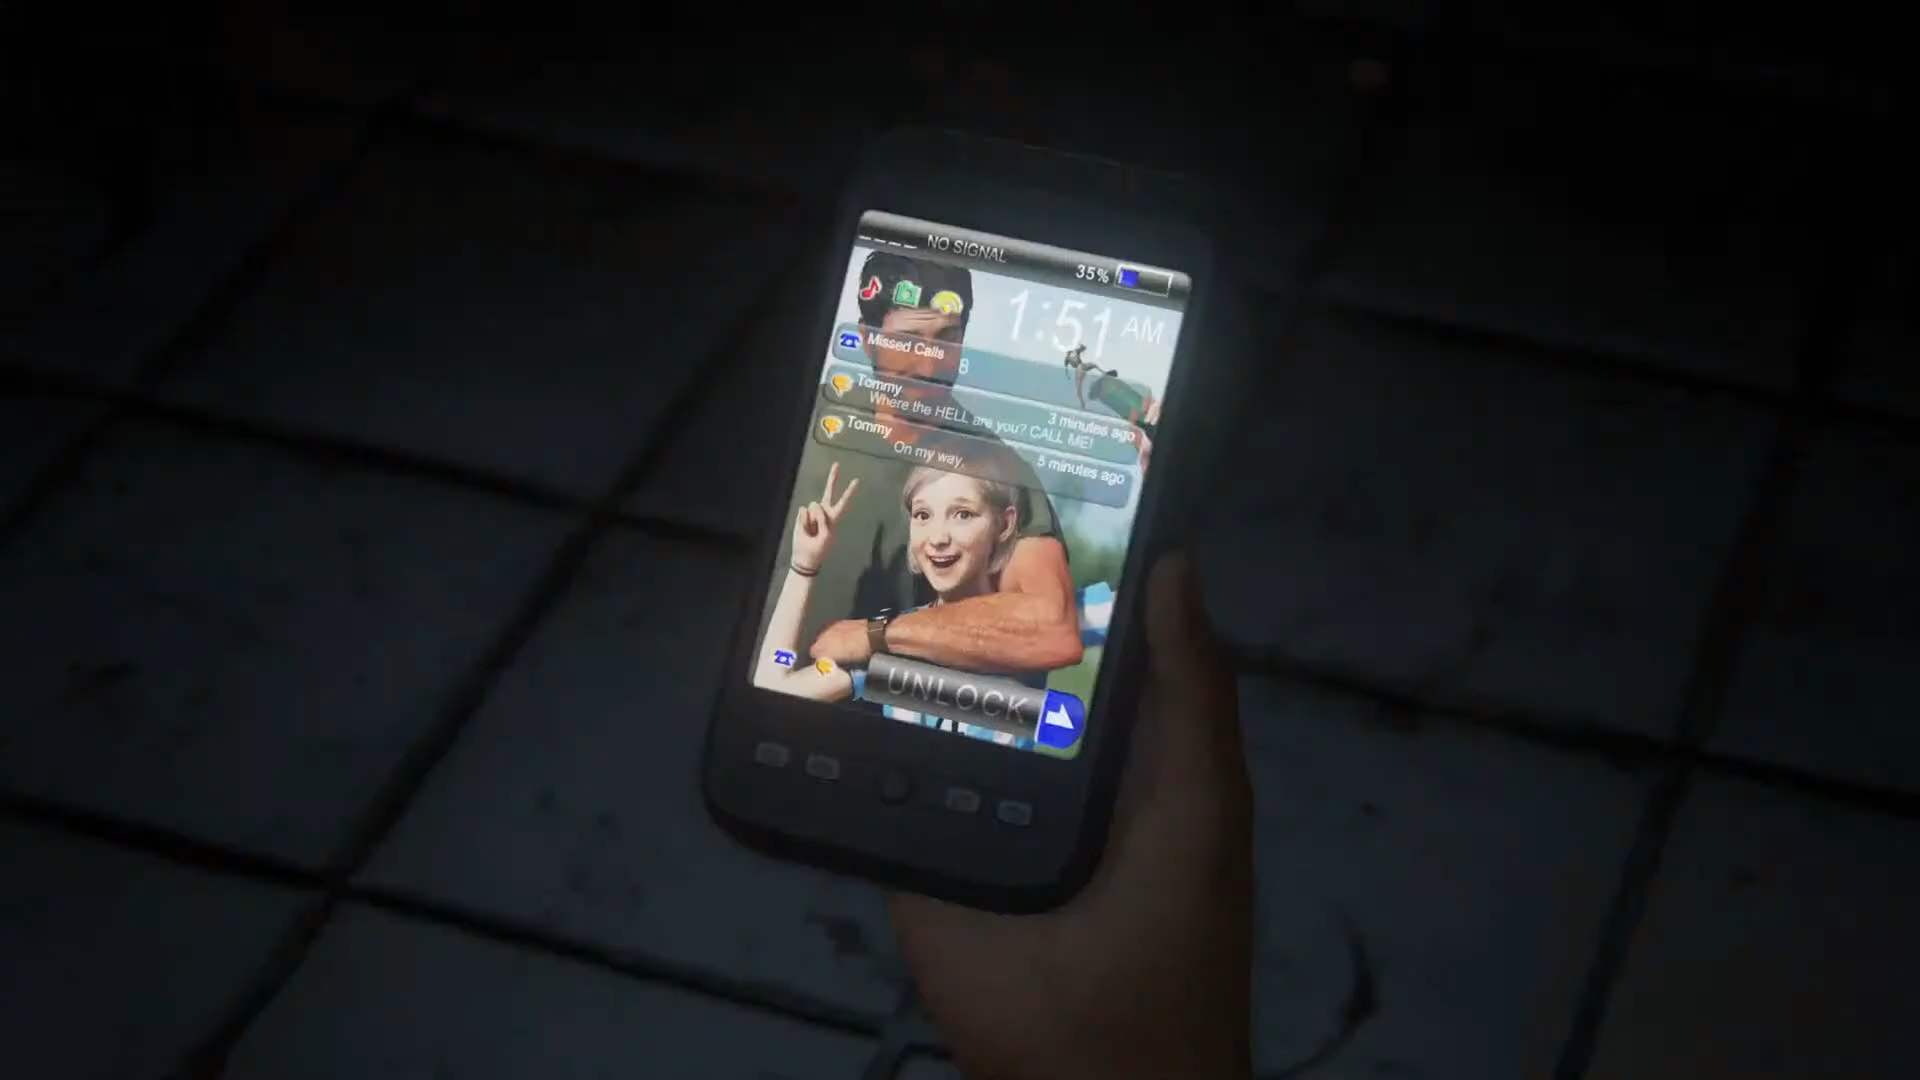 NO SIGNAL 35%
1:51 AM
Missed Calls
8
Tommy
3 minutes ago
Where the HELL are you? CALL ME!
Tommy
5 minutes ago
On my way.
UNLOCK